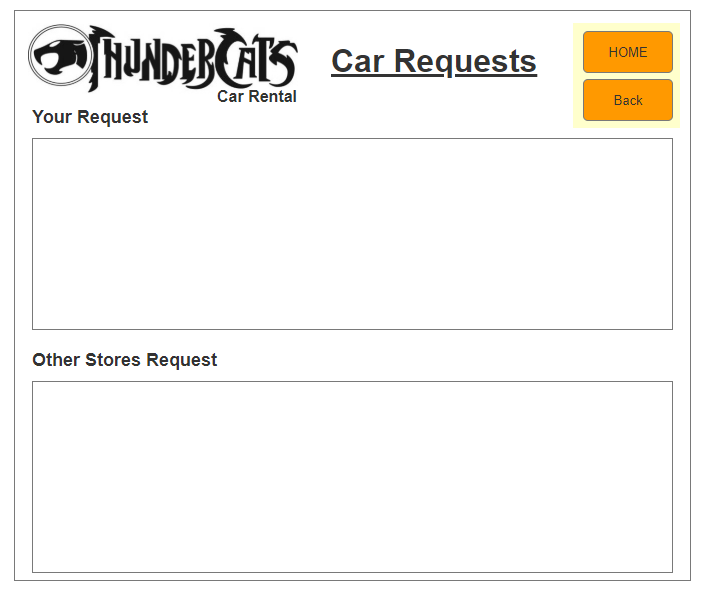 THUNDERCATS
Car Rental
Car Requests
HOME
Back
Your Request
Other Stores Request